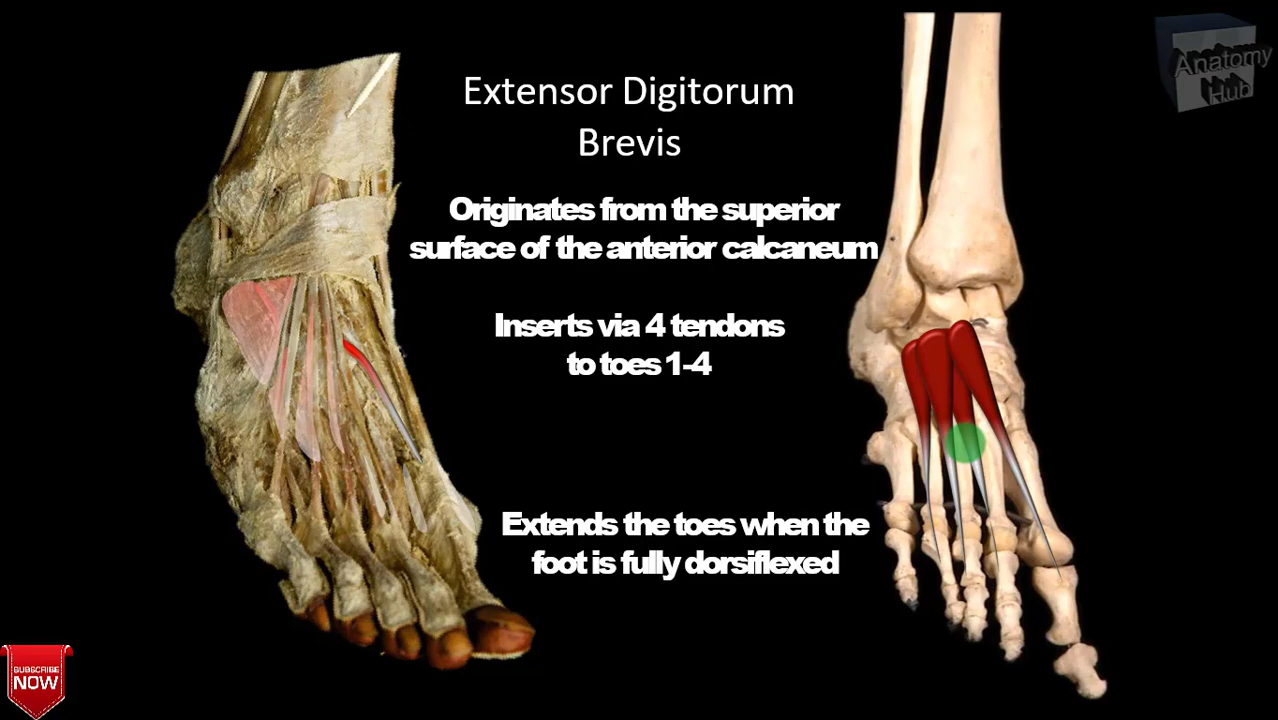 Anatomy
Hub
Extensor Digitorum
Brevis
Originates from the superior
surface of the anterior calcaneum
Inserts via 4 tendons
to toes 1-4
Extends the toes when the
foot is fully dorsiflexed
SUBSCRIBE
NOW